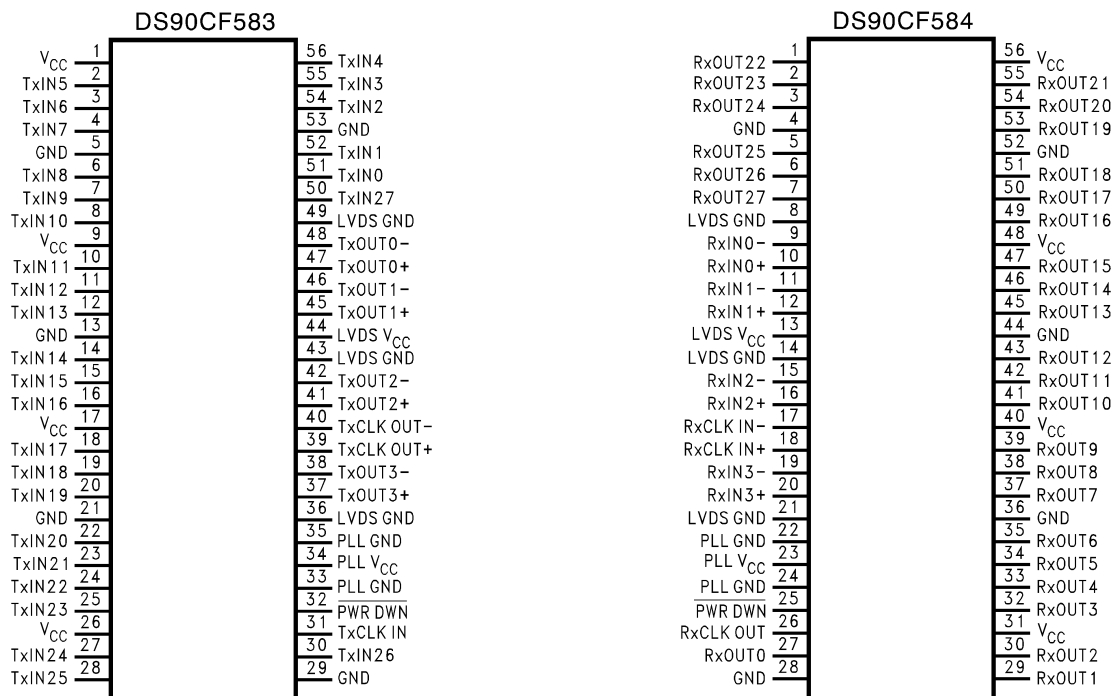 DS90CF583 DS90CF584
VCC 1 56 TxIN4 RxOUT22 1 56 VCC
TxIN5 2 55 TxIN3 RxOUT23 2 55 RxOUT21
TxIN6 3 54 TxIN2 RxOUT24 3 54 RxOUT20
TxIN7 4 53 GND GND 4 53 RxOUT19
GND 5 52 TxIN1 RxOUT25 5 52 GND
TxIN8 6 51 TxIN0 RxOUT26 6 51 RxOUT18
TxIN9 7 50 TxIN27 RxOUT27 7 50 RxOUT17
TxIN10 8 49 LVDS GND LVDS GND 8 49 RxOUT16
VCC 9 48 TxOUT0- RxIN0- 9 48 VCC
TxIN11 10 47 TxOUT0+ RxIN0+ 10 47 RxOUT15
TxIN12 11 46 TxOUT1- RxIN1- 11 46 RxOUT14
TxIN13 12 45 TxOUT1+ RxIN1+ 12 45 RxOUT13
GND 13 44 LVDS VCC LVDS VCC 13 44 GND
TxIN14 14 43 LVDS GND LVDS GND 14 43 RxOUT12
TxIN15 15 42 TxOUT2- RxIN2- 15 42 RxOUT11
TxIN16 16 41 TxOUT2+ RxIN2+ 16 41 RxOUT10
VCC 17 40 TxCLK OUT- RxCLK IN- 17 40 VCC
TxIN17 18 39 TxCLK OUT+ RxCLK IN+ 18 39 RxOUT9
TxIN18 19 38 TxOUT3- RxIN3- 19 38 RxOUT8
TxIN19 20 37 TxOUT3+ RxIN3+ 20 37 RxOUT7
GND 21 36 LVDS GND LVDS GND 21 36 GND
TxIN20 22 35 PLL GND PLL GND 22 35 RxOUT6
TxIN21 23 34 PLL VCC PLL VCC 23 34 RxOUT5
TxIN22 24 33 PLL GND PLL GND 24 33 RxOUT4
TxIN23 25 32 PWR DWN PWR DWN 25 32 RxOUT3
VCC 26 31 TxCLK IN RxCLK OUT 26 31 VCC
TxIN24 27 30 TxIN26 RxOUT0 27 30 RxOUT2
TxIN25 28 29 GND GND 28 29 RxOUT1